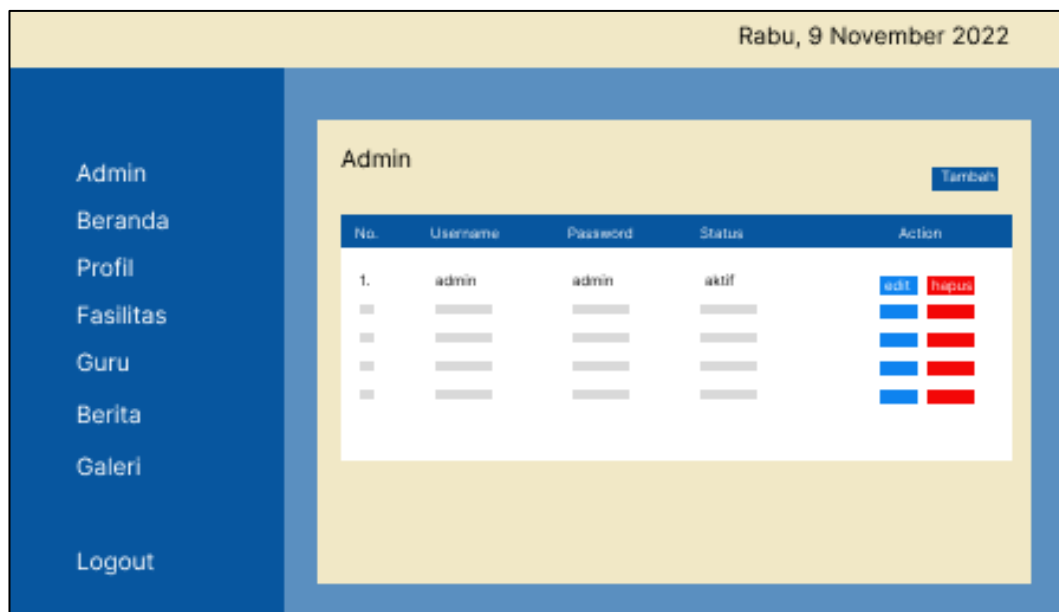 Rabu, 9 November 2022
Admin
Beranda
Profil
Fasilitas
Guru
Berita
Galeri
Logout
Admin
Tambah
No. Username Password Status Action
1. admin admin aktif edit hapus